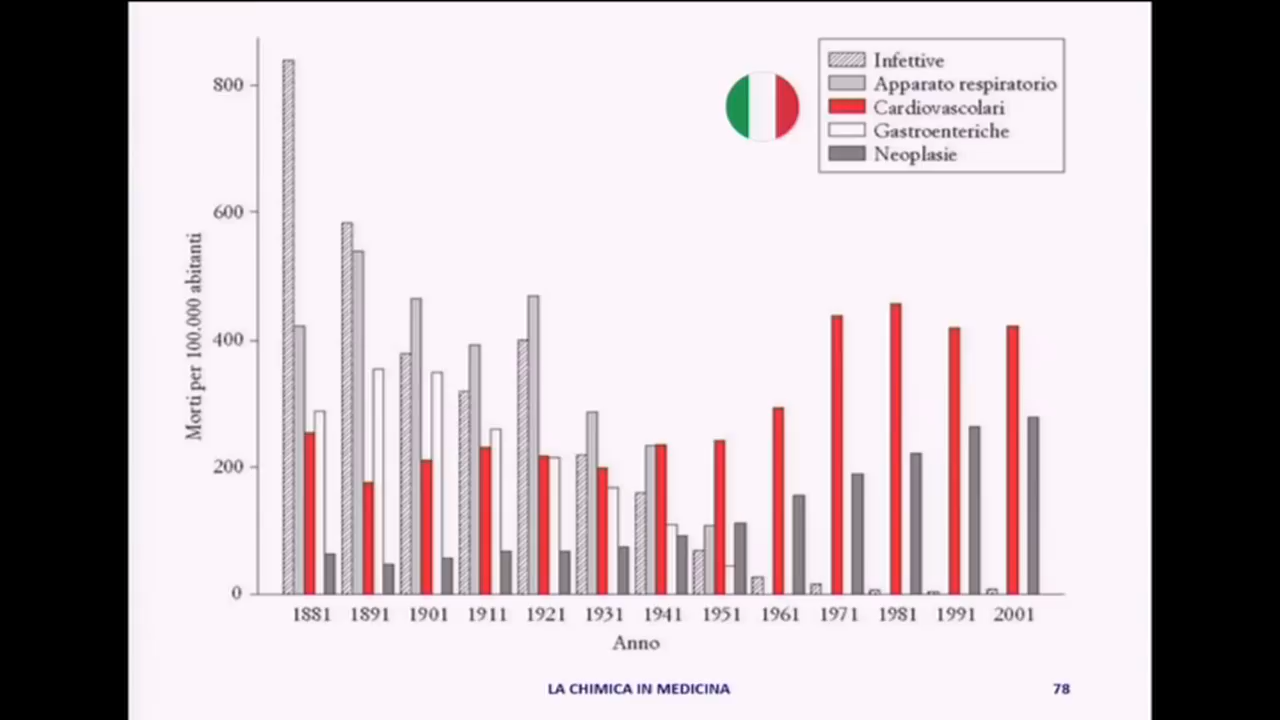 Infettive
Apparato respiratorio
Cardiovascolari
Gastroenteriche
Neoplasie
Morti per 100.000 abitanti
800
600
400
200
0
1881 1891 1901 1911 1921 1931 1941 1951 1961 1971 1981 1991 2001
Anno
LA CHIMICA IN MEDICINA
78